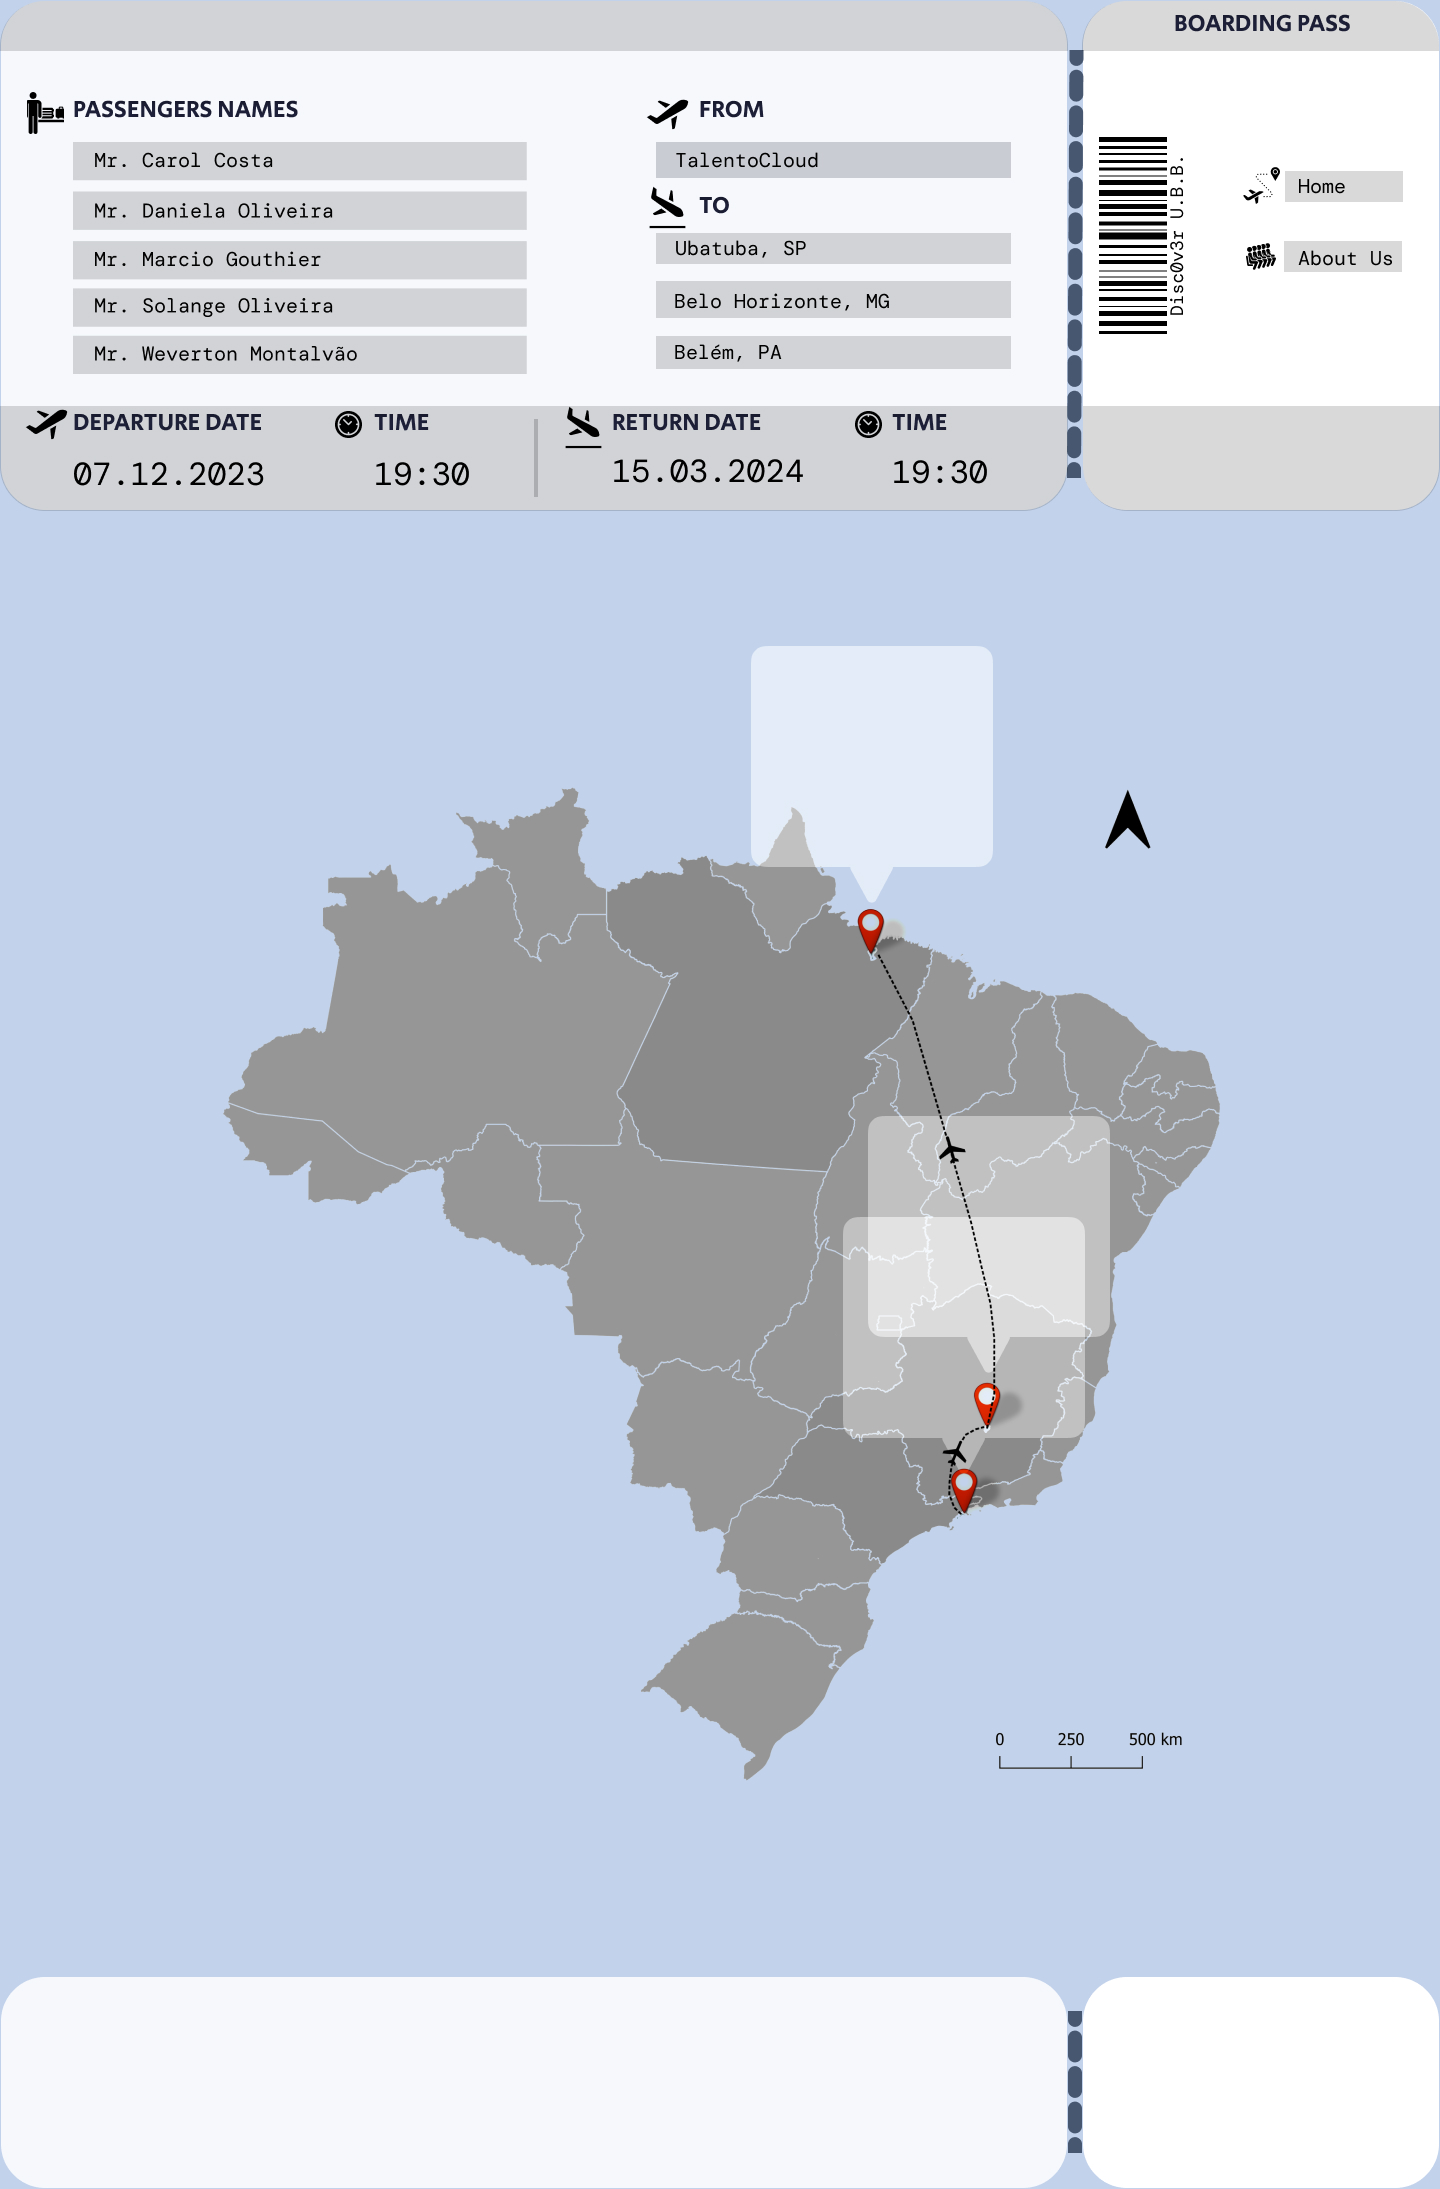 BOARDING PASS
PASSENGERS NAMES
Mr. Carol Costa
Mr. Daniela Oliveira
Mr. Marcio Gouthier
Mr. Solange Oliveira
Mr. Weverton Montalvão
FROM
TalentoCloud
TO
Ubatuba, SP
Belo Horizonte, MG
Belém, PA
Disc0v3r U.B.B.
Home
About Us
DEPARTURE DATE
07.12.2023
TIME
19:30
RETURN DATE
15.03.2024
TIME
19:30
0 250 500 km